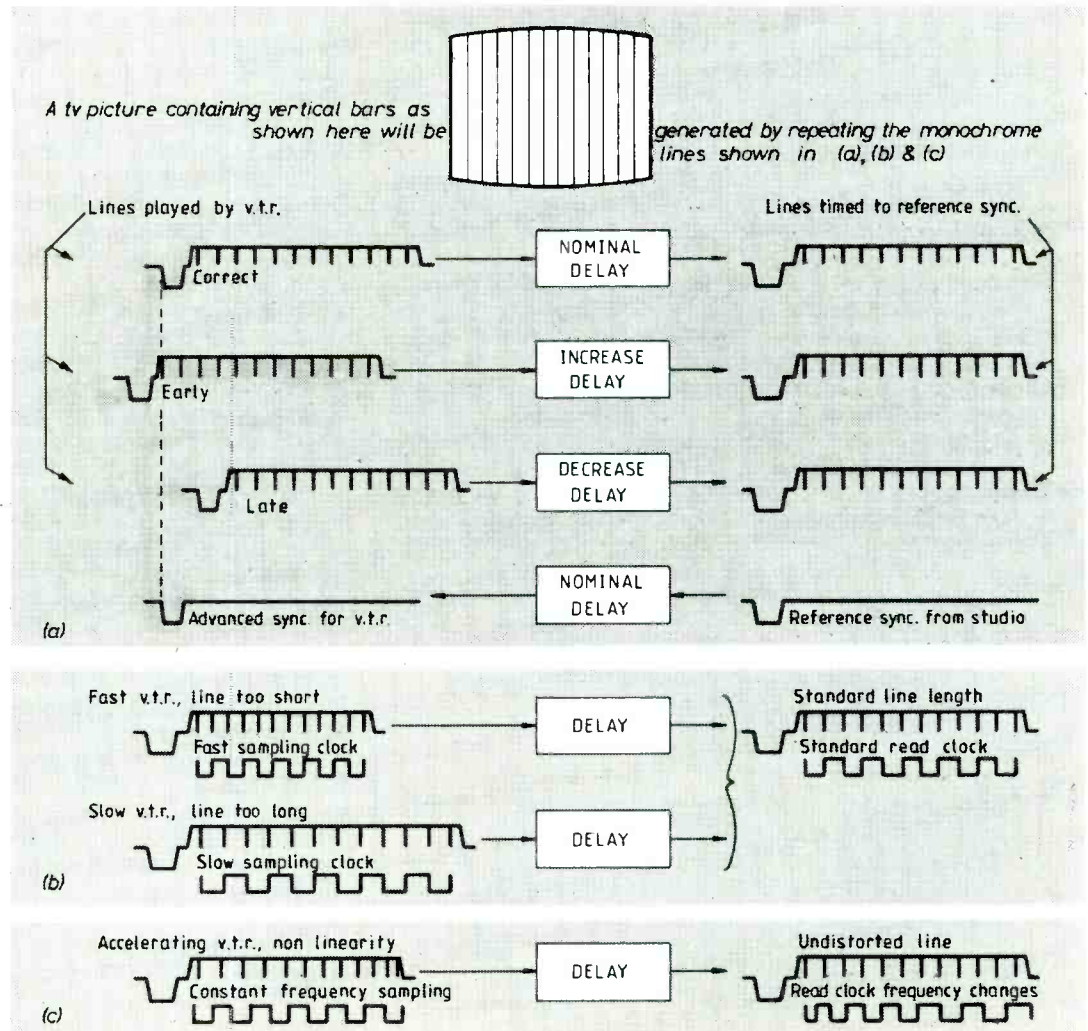 A tv picture containing vertical bars as
shown here will be
generated by repeating the monochrome
lines shown in (a), (b) & (c)
Lines played by v.t.r.
Lines timed to reference sync.
Correct
NOMINAL
DELAY
Early
INCREASE
DELAY
Late
DECREASE
DELAY
(a)
Advanced sync. for v.t.r.
NOMINAL
DELAY
Reference sync. from studio
Fast v.t.r., line too short
Fast sampling clock
DELAY
Standard line length
Standard read clock
Slow v.t.r., line too long
Slow sampling clock
DELAY
(b)
Accelerating v.t.r., non linearity
Constant frequency sampling
DELAY
Undistorted line
Read clock frequency changes
(c)